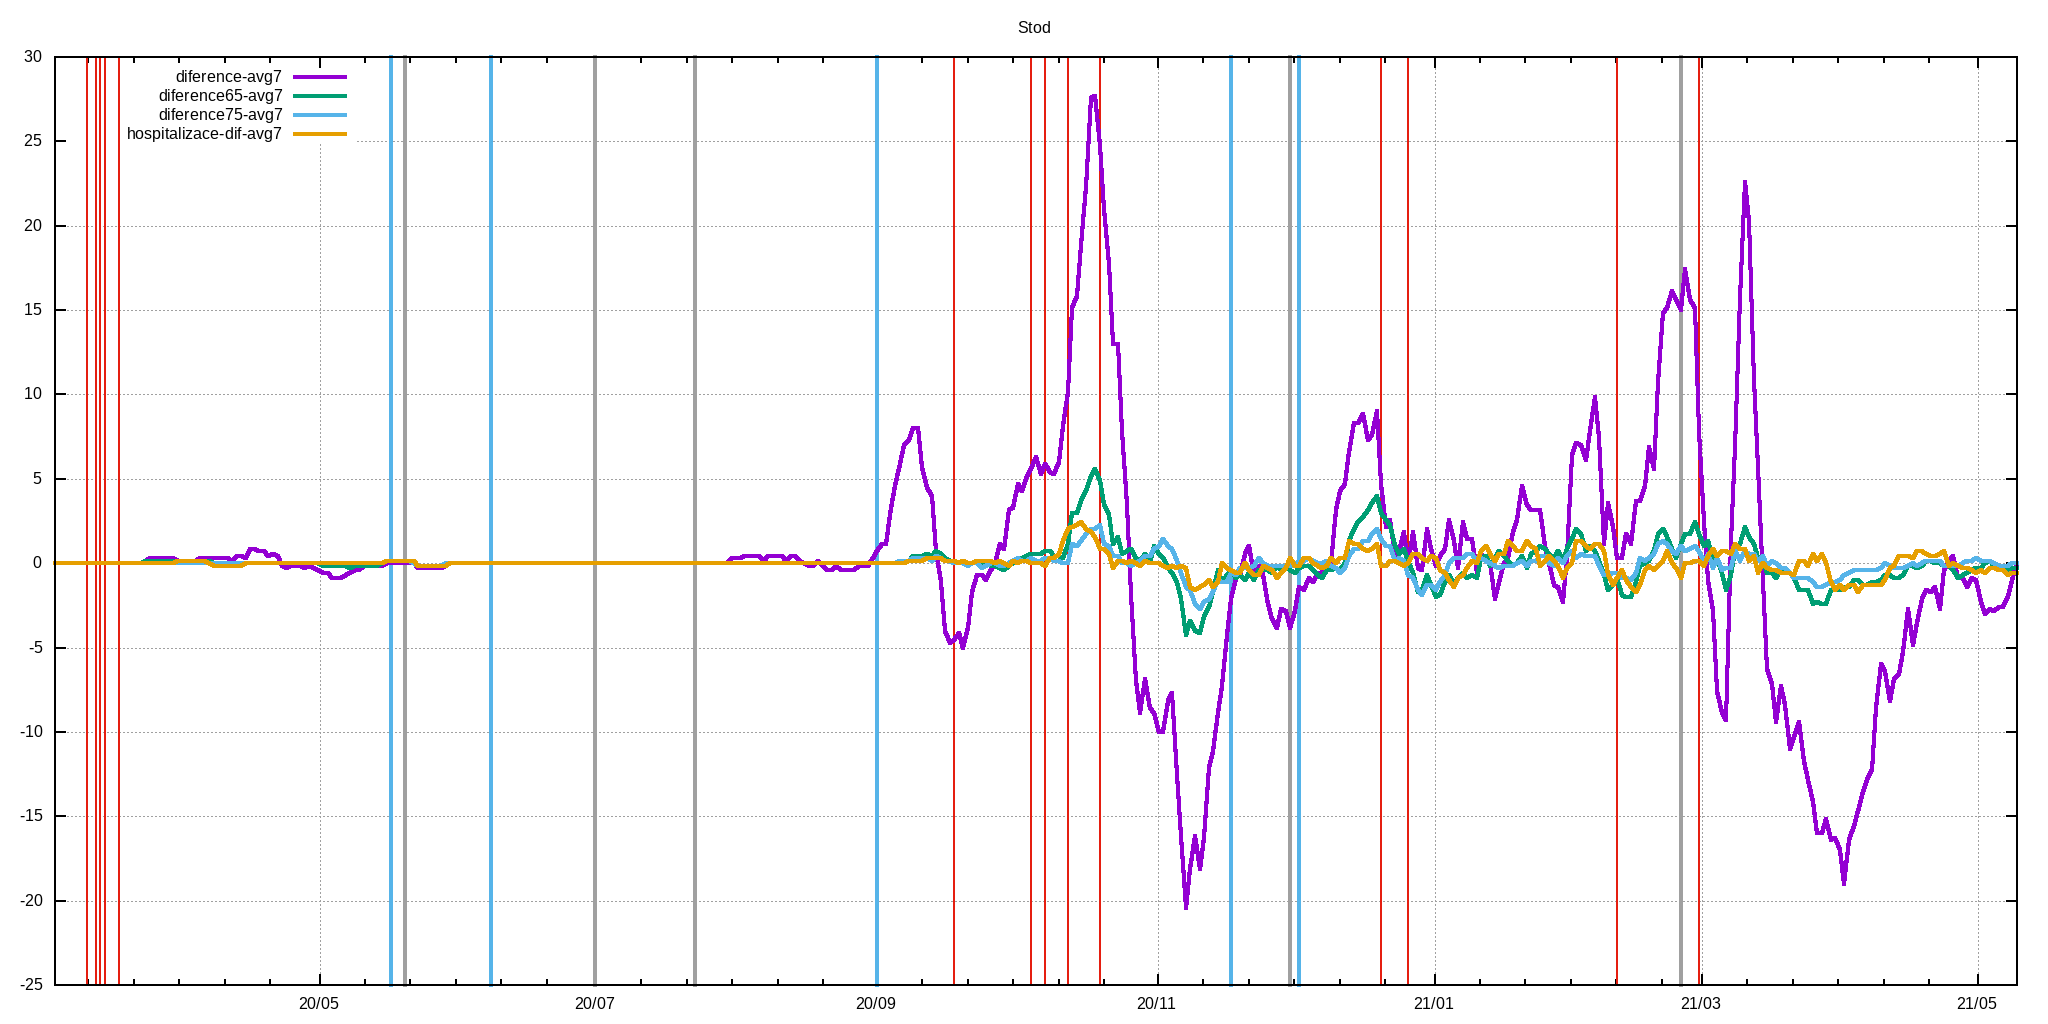 Stod
30
diference-avg7
diference65-avg7
diference75-avg7
hospitalizace-dif-avg7
25
20
15
10
5
0
-5
-10
-15
-20
-25
20/05 20/07 20/09 20/11 21/01 21/03 21/05